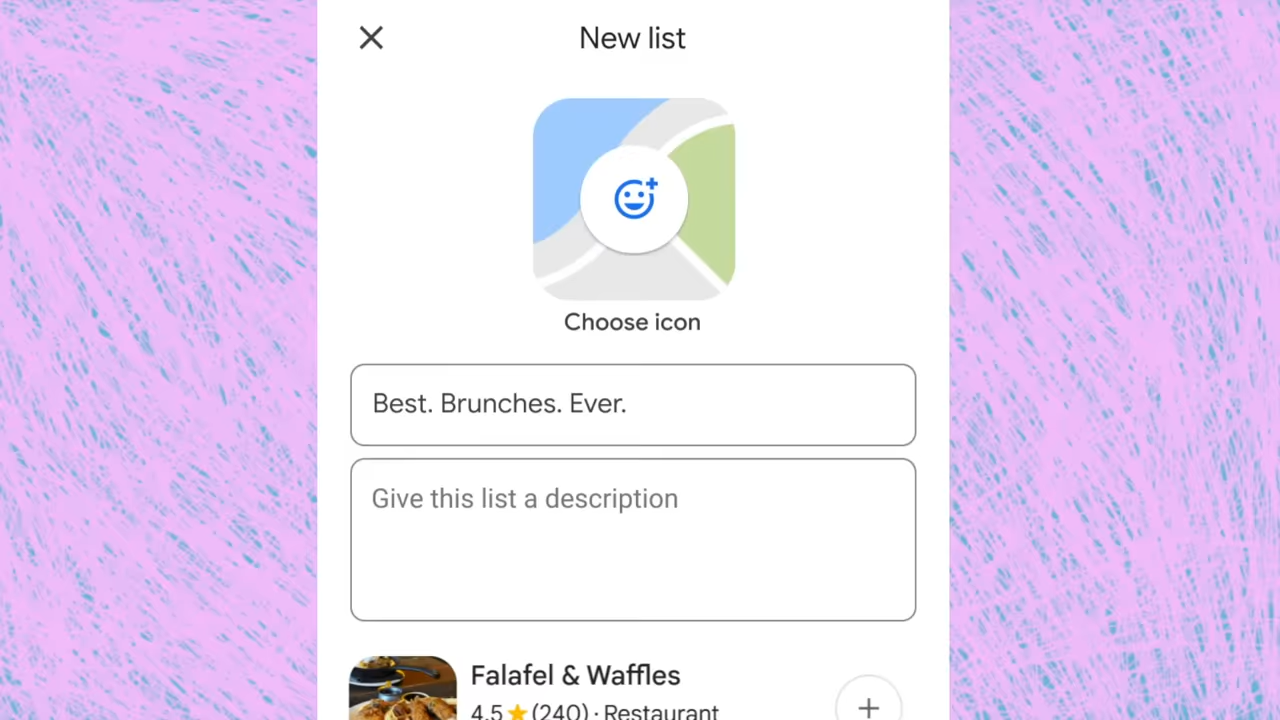 New list
Choose icon
Best. Brunches. Ever.
Give this list a description
Falafel & Waffles
4.5 (240) · Restaurant